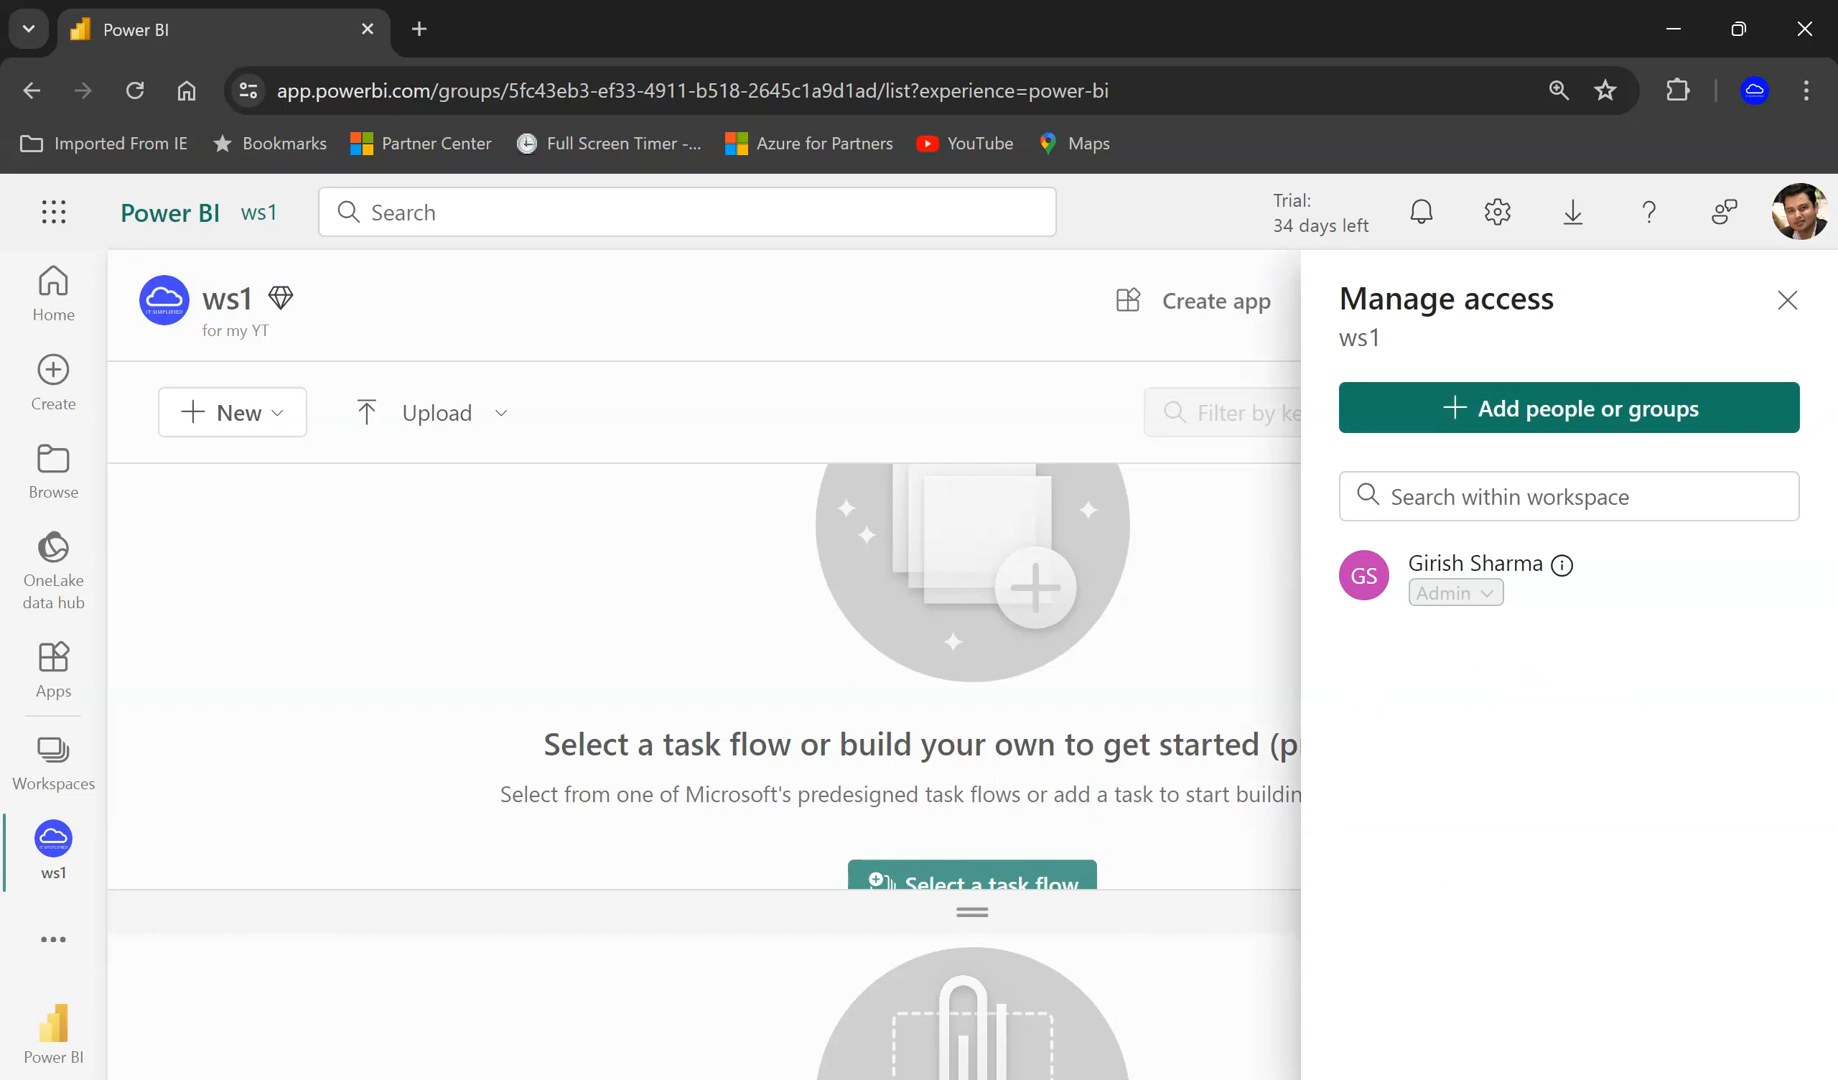 Power BI
app.powerbi.com/groups/5fc43eb3-ef33-4911-b518-2645c1a9d1ad/list?experience=power-bi
Imported From IE
Bookmarks
Partner Center
Full Screen Timer -...
Azure for Partners
YouTube
Maps
Power BI ws1
Search
Trial:
34 days left
Home
Create
Browse
OneLake
data hub
Apps
Workspaces
ws1
Power BI
ws1
for my YT
Create app
New
Upload
Filter by ke
Select a task flow or build your own to get started (p
Select from one of Microsoft's predesigned task flows or add a task to start buildin
Select a task flow
Manage access
ws1
Add people or groups
Search within workspace
GS
Girish Sharma
Admin